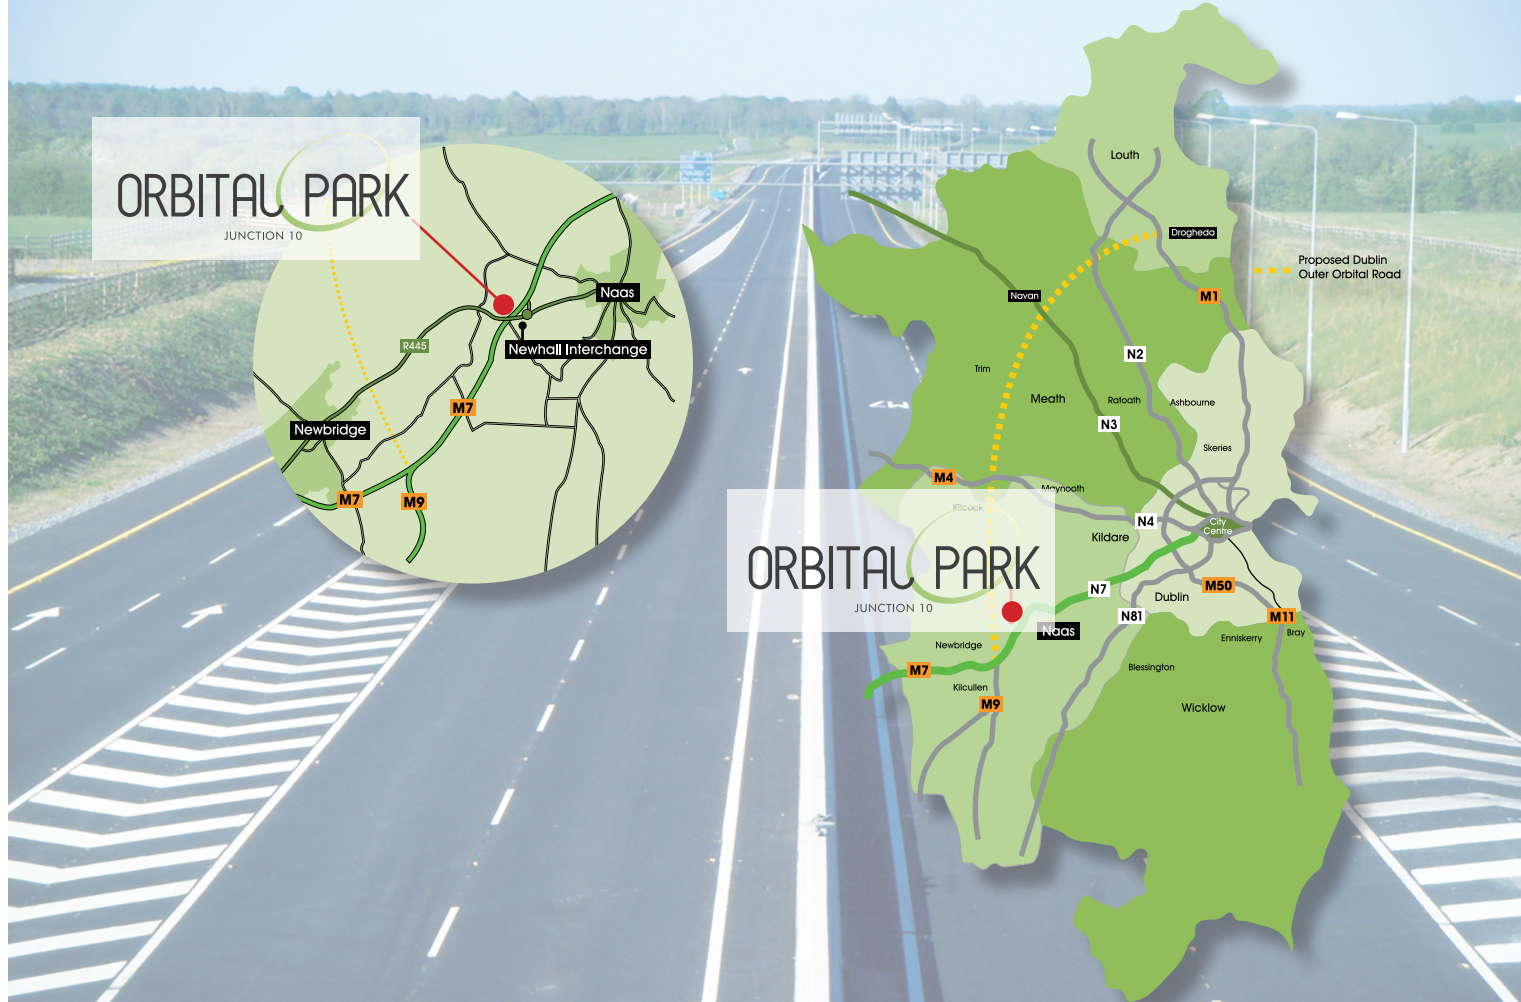 ORBITAL PARK
JUNCTION 10
Naas
Newhall Interchange
R445
M7
Newbridge
M7
M9
Louth
Drogheda
Proposed Dublin
Outer Orbital Road
Navan
M1
N2
Trim
Meath
Ratoath
Ashbourne
N3
Skeries
M4
Maynooth
Kilcock
N4
City
Centre
Kildare
ORBITAL PARK
JUNCTION 10
N7
M50
Dublin
N81
M11
Naas
Enniskerry
Bray
Newbridge
M7
Blessington
Kilcullen
M9
Wicklow